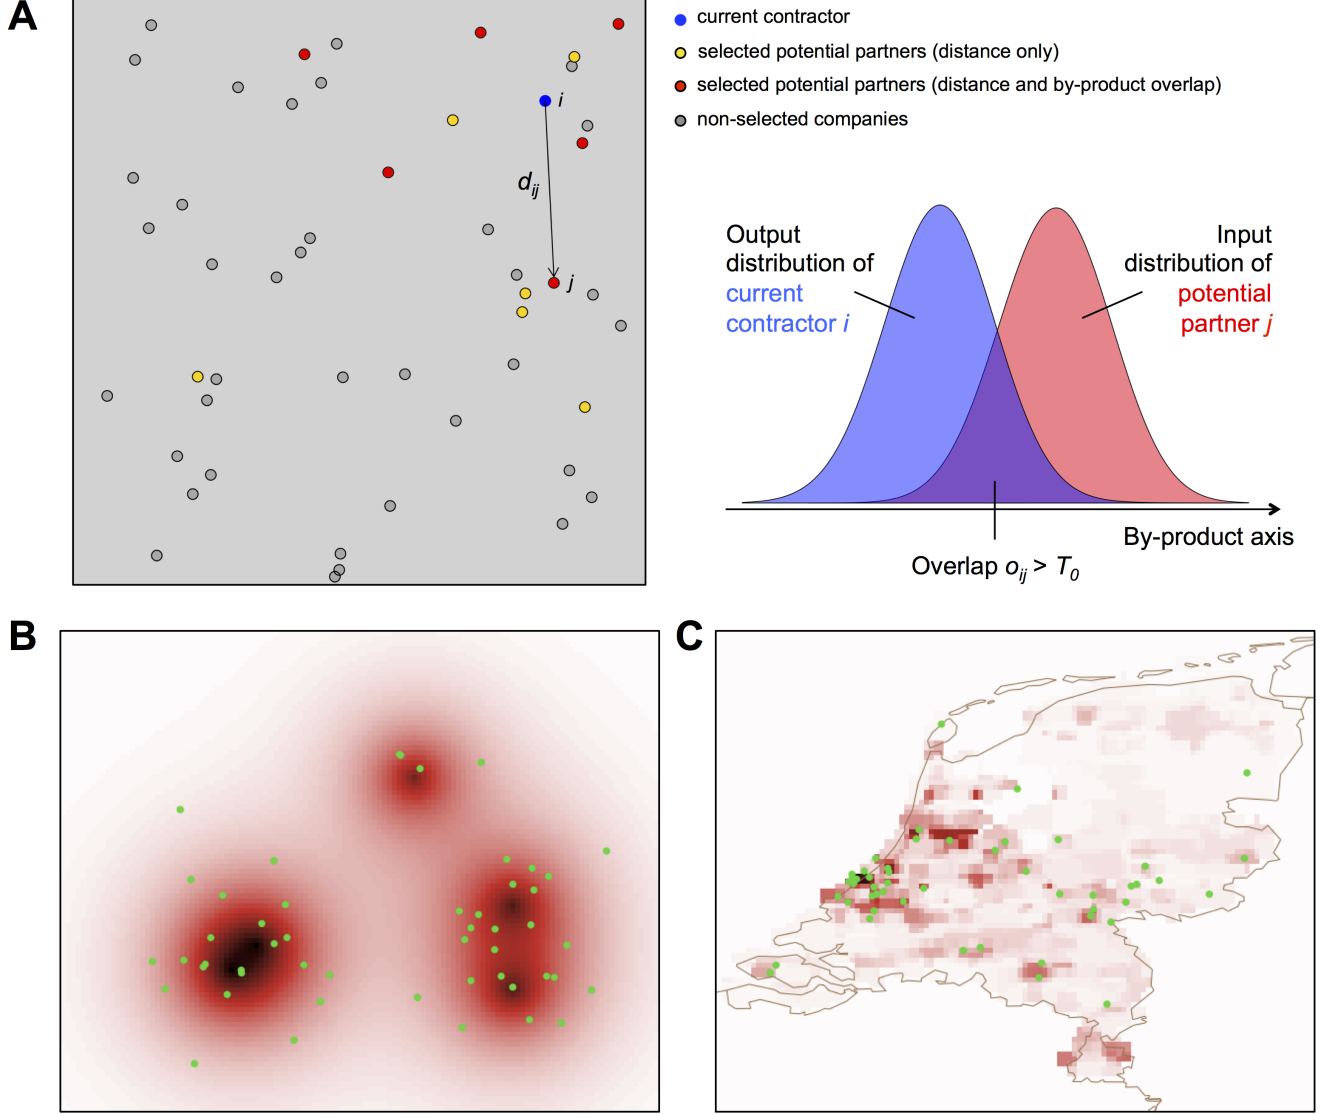 A
current contractor
selected potential partners (distance only)
selected potential partners (distance and by-product overlap)
non-selected companies
i
dij
j
Output
distribution of
current
contractor i
Input
distribution of
potential
partner j
By-product axis
Overlap oij > T0
B
C